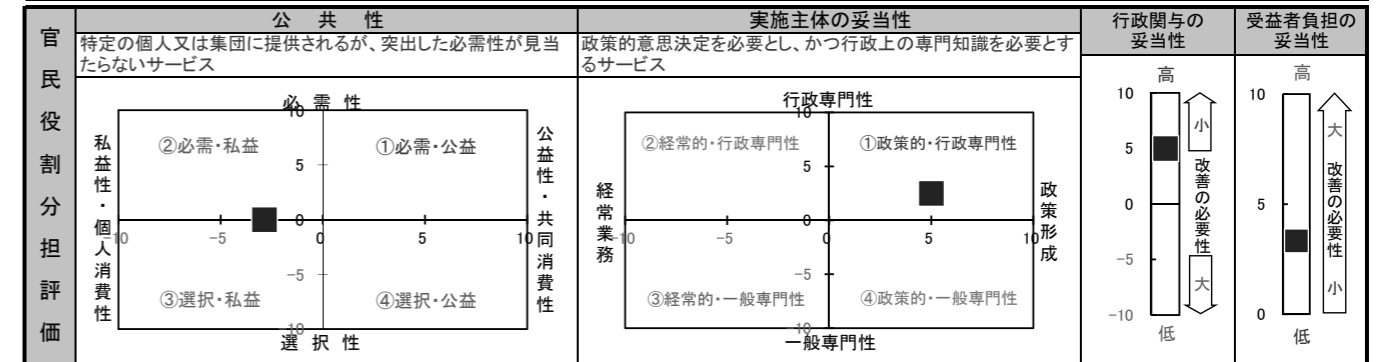 官民役割分担評価
公共性
特定の個人又は集団に提供されるが、突出した必需性が見当
たらないサービス
必需性
私益性・個人消費性
公益性・共同消費性
②必需・私益
①必需・公益
③選択・私益
④選択・公益
10
5
0
-5
-10
-10
-5
0
5
10
選択性
実施主体の妥当性
政策的意思決定を必要とし、かつ行政上の専門知識を必要とす
るサービス
行政専門性
経常業務
政策形成
②経常的・行政専門性
①政策的・行政専門性
③経常的・一般専門性
④政策的・一般専門性
10
5
0
-5
-10
-10
-5
0
5
10
一般専門性
行政関与の
妥当性
高
10
5
0
-5
-10
低
小
改善の必要性
大
受益者負担の
妥当性
高
10
5
0
低
大
改善の必要性
小